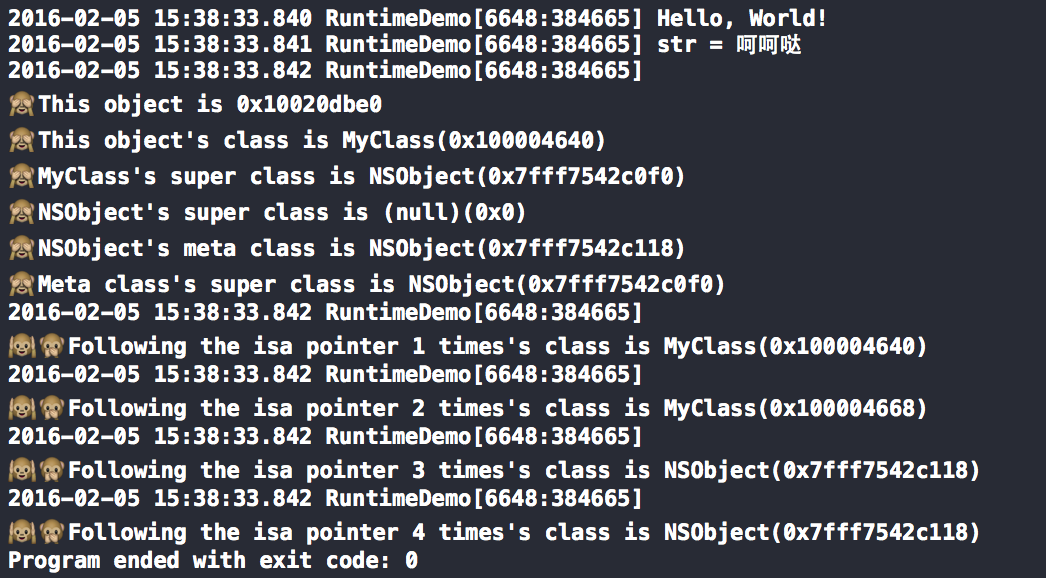 2016-02-05 15:38:33.840 RuntimeDemo[6648:384665] Hello, World!
2016-02-05 15:38:33.841 RuntimeDemo[6648:384665] str = 呵呵哒
2016-02-05 15:38:33.842 RuntimeDemo[6648:384665]
🙈This object is 0x10020dbe0
🙈This object's class is MyClass(0x100004640)
🙈MyClass's super class is NSObject(0x7fff7542c0f0)
🙈NSObject's super class is (null)(0x0)
🙈NSObject's meta class is NSObject(0x7fff7542c118)
🙈Meta class's super class is NSObject(0x7fff7542c0f0)
2016-02-05 15:38:33.842 RuntimeDemo[6648:384665]
🙉🙊Following the isa pointer 1 times's class is MyClass(0x100004640)
2016-02-05 15:38:33.842 RuntimeDemo[6648:384665]
🙉🙊Following the isa pointer 2 times's class is MyClass(0x100004668)
2016-02-05 15:38:33.842 RuntimeDemo[6648:384665]
🙉🙊Following the isa pointer 3 times's class is NSObject(0x7fff7542c118)
2016-02-05 15:38:33.842 RuntimeDemo[6648:384665]
🙉🙊Following the isa pointer 4 times's class is NSObject(0x7fff7542c118)
Program ended with exit code: 0